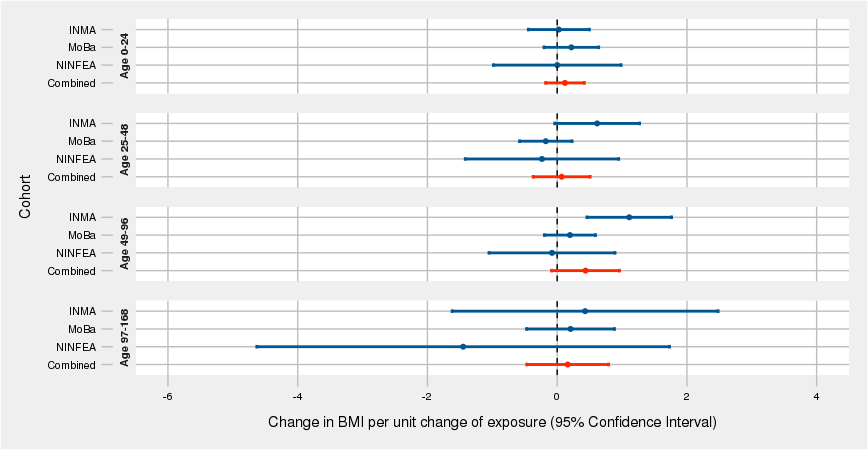 Cohort
INMA
MoBa
NINFEA
Combined
Age 0-24
INMA
MoBa
NINFEA
Combined
Age 25-48
INMA
MoBa
NINFEA
Combined
Age 49-96
INMA
MoBa
NINFEA
Combined
Age 97-168
-6 -4 -2 0 2 4
Change in BMI per unit change of exposure (95% Confidence Interval)